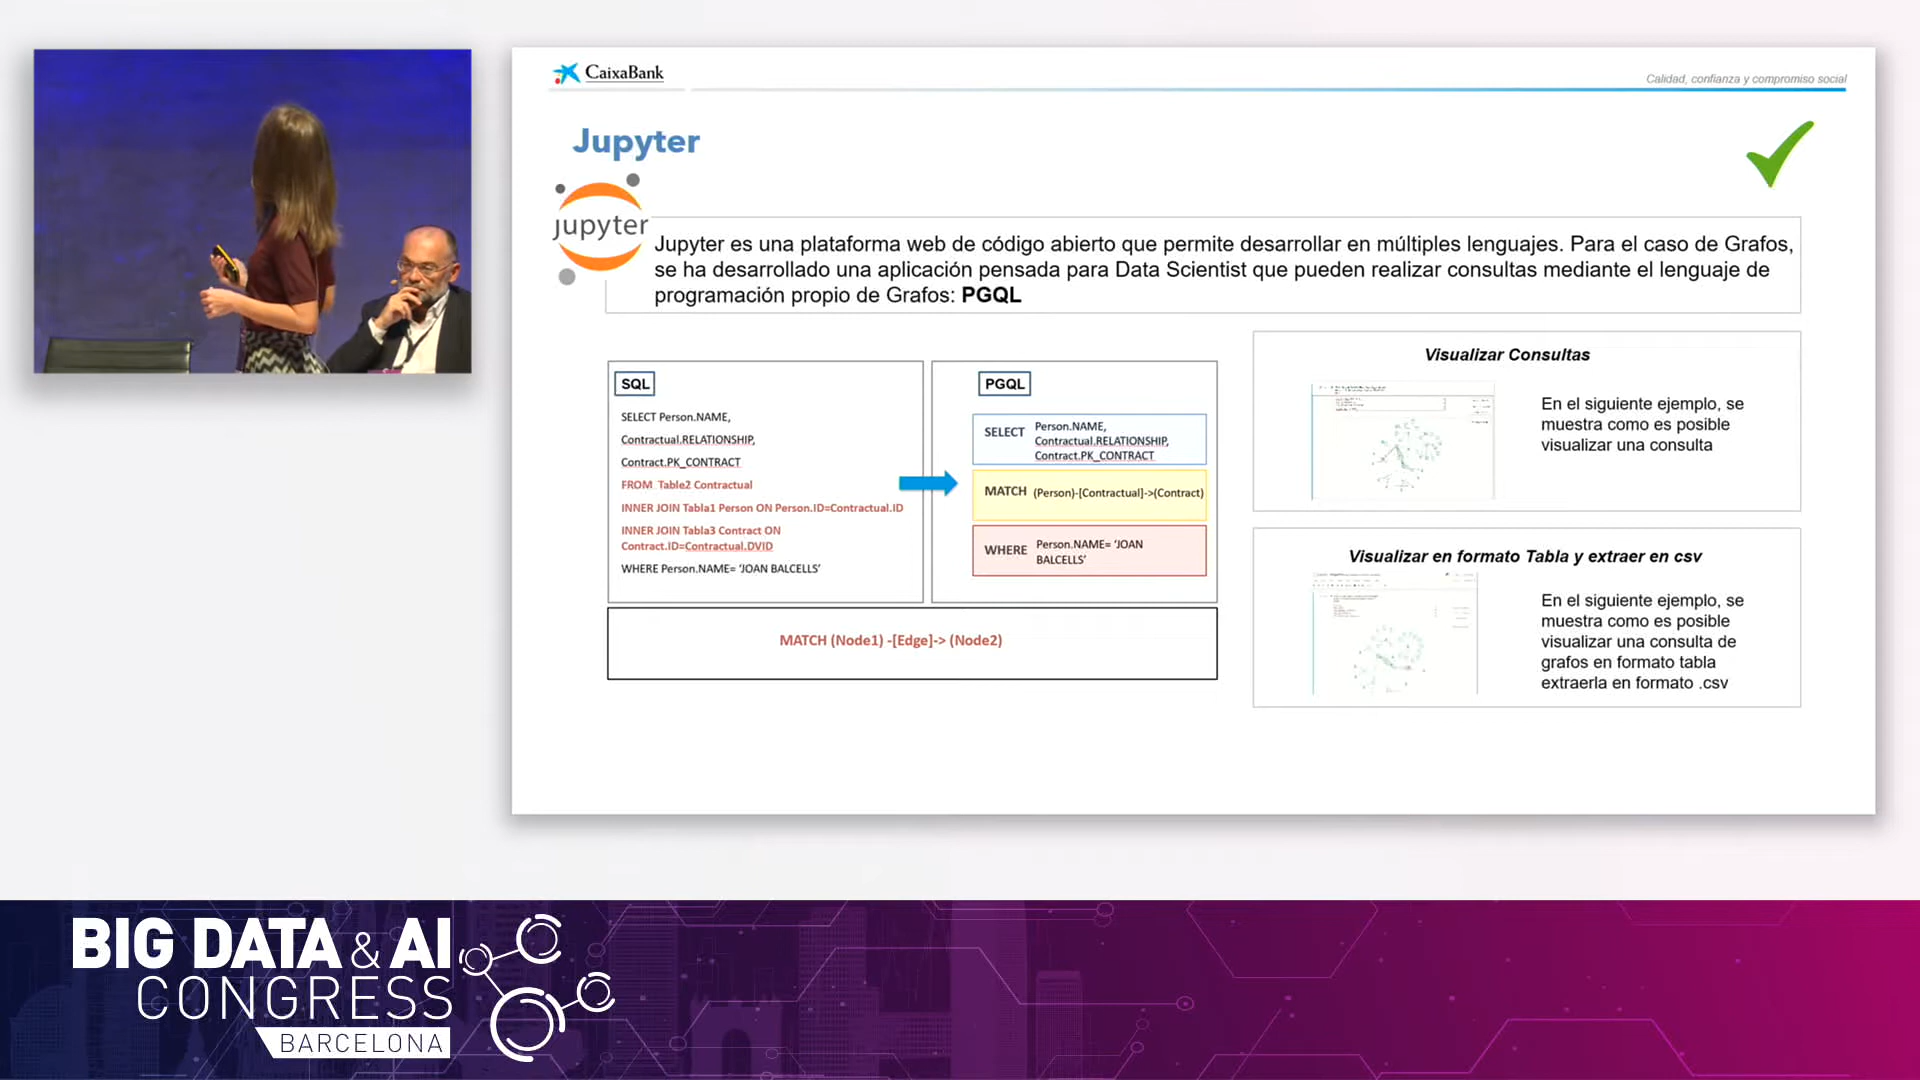 CaixaBank
Calidad, confianza y compromiso social
Jupyter
jupyter
Jupyter es una plataforma web de código abierto que permite desarrollar en múltiples lenguajes. Para el caso de Grafos,
se ha desarrollado una aplicación pensada para Data Scientist que pueden realizar consultas mediante el lenguaje de
programación propio de Grafos: PGQL
SQL
SELECT Person.NAME,
Contractual.RELATIONSHIP,
Contract.PK_CONTRACT
FROM Table2 Contractual
INNER JOIN Tabla1 Person ON Person.ID=Contractual.ID
INNER JOIN Tabla3 Contract ON
Contract.ID=Contractual.DVID
WHERE Person.NAME= ‘JOAN BALCELLS’
PGQL
SELECT Person.NAME,
Contractual.RELATIONSHIP,
Contract.PK_CONTRACT
MATCH (Person)-[Contractual]->(Contract)
WHERE Person.NAME= ‘JOAN
BALCELLS’
MATCH (Node1) -[Edge]-> (Node2)
Visualizar Consultas
En el siguiente ejemplo, se
muestra como es posible
visualizar una consulta
Visualizar en formato Tabla y extraer en csv
En el siguiente ejemplo, se
muestra como es posible
visualizar una consulta de
grafos en formato tabla
extraerla en formato .csv
BIG DATA & AI
CONGRESS
BARCELONA